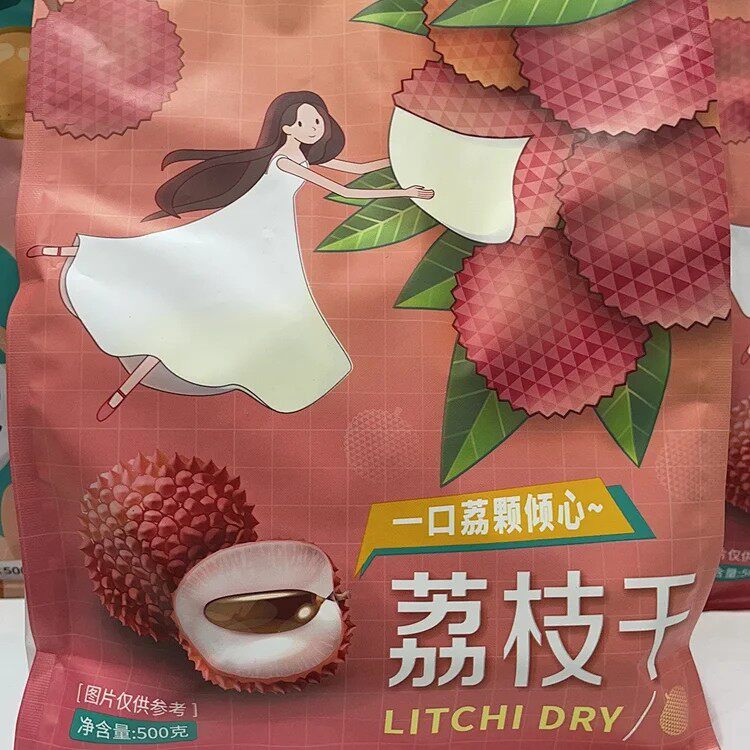 一口荔颗倾心~
荔枝干
LITCHI DRY
[图片仅供参考]
净含量:500克